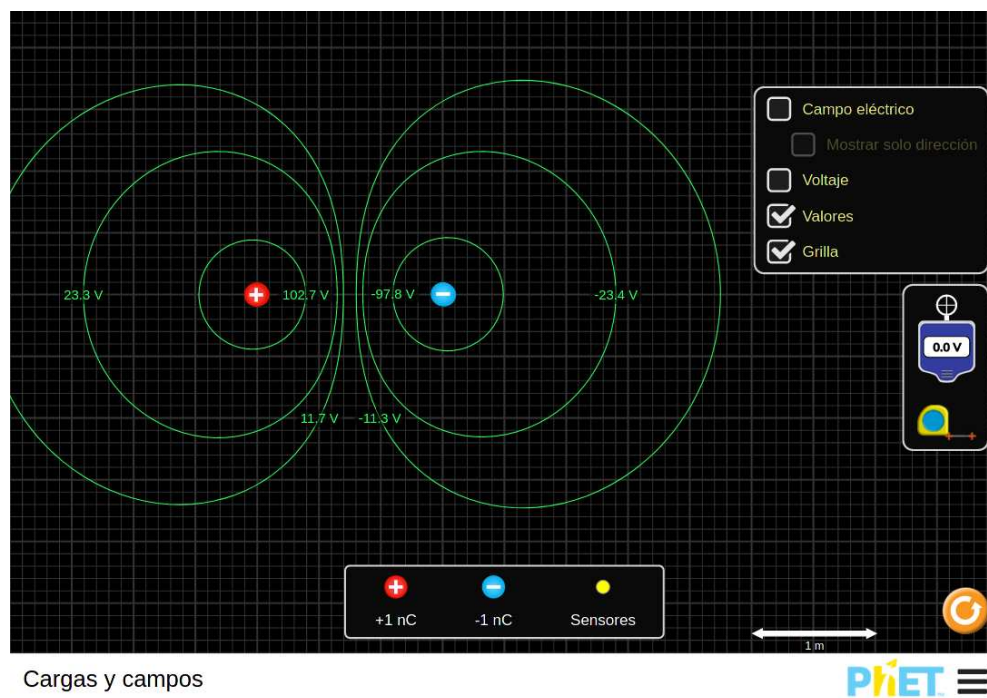 Campo eléctrico
Mostrar solo dirección
Voltaje
Valores
Grilla
23.3 V
102.7 V
-97.8 V
-23.4 V
0.0 V
11.7 V
-11.3 V
+1 nC
-1 nC
Sensores
1 m
Cargas y campos
PhET